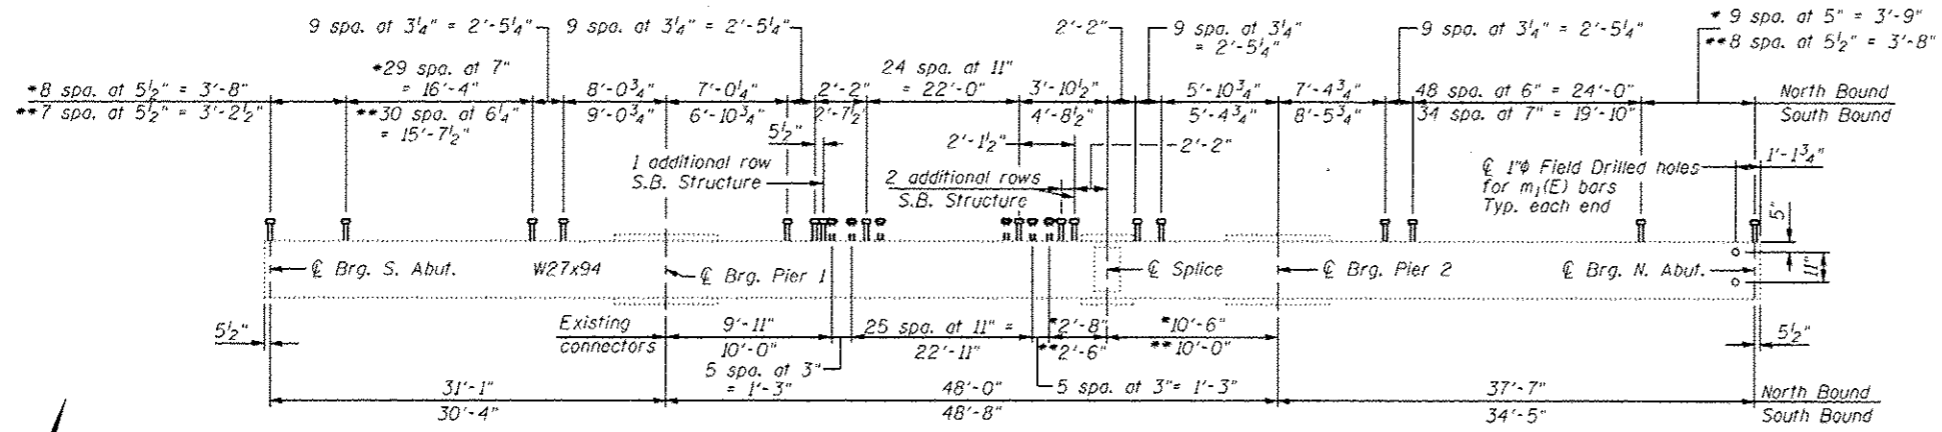 9 spa. at 3¼" = 2'-5¼"
9 spa. at 3¼" = 2'-5¼"
2'-2"
9 spa. at 3¼"
= 2'-5¼"
9 spa. at 3¼" = 2'-5¼"
* 9 spa. at 5" = 3'-9"
**8 spa. at 5½" = 3'-8"
*8 spa. at 5½" = 3'-8"
**7 spa. at 5½" = 3'-2½"
*29 spa. at 7"
= 16'-4"
**30 spa. at 6¼"
= 15'-7½"
8'-0¾"
9'-0¾"
7'-0¼"
6'-10¾"
2'-2"
2'-7½"
24 spa. at 11"
= 22'-0"
3'-10½"
4'-8½"
5'-10¾"
5'-4¾"
7'-4¾"
8'-5¾"
48 spa. at 6" = 24'-0"
34 spa. at 7" = 19'-10"
North Bound
South Bound
5½"
2'-1½"
2'-2"
1 additional row
S.B. Structure
2 additional rows
S.B. Structure
℄ 1"φ Field Drilled holes
for m₁(E) bars
Typ. each end
1'-1¾"
5"
11"
℄ Brg. S. Abut.
W27x94
℄ Brg. Pier 1
℄ Splice
℄ Brg. Pier 2
℄ Brg. N. Abut.
5½"
Existing
connectors
9'-11"
10'-0"
5 spa. at 3"
= 1'-3"
25 spa. at 11" =
22'-11"
*2'-8"
**2'-6"
5 spa. at 3"= 1'-3"
*10'-6"
**10'-0"
5½"
31'-1"
30'-4"
48'-0"
48'-8"
37'-7"
34'-5"
North Bound
South Bound